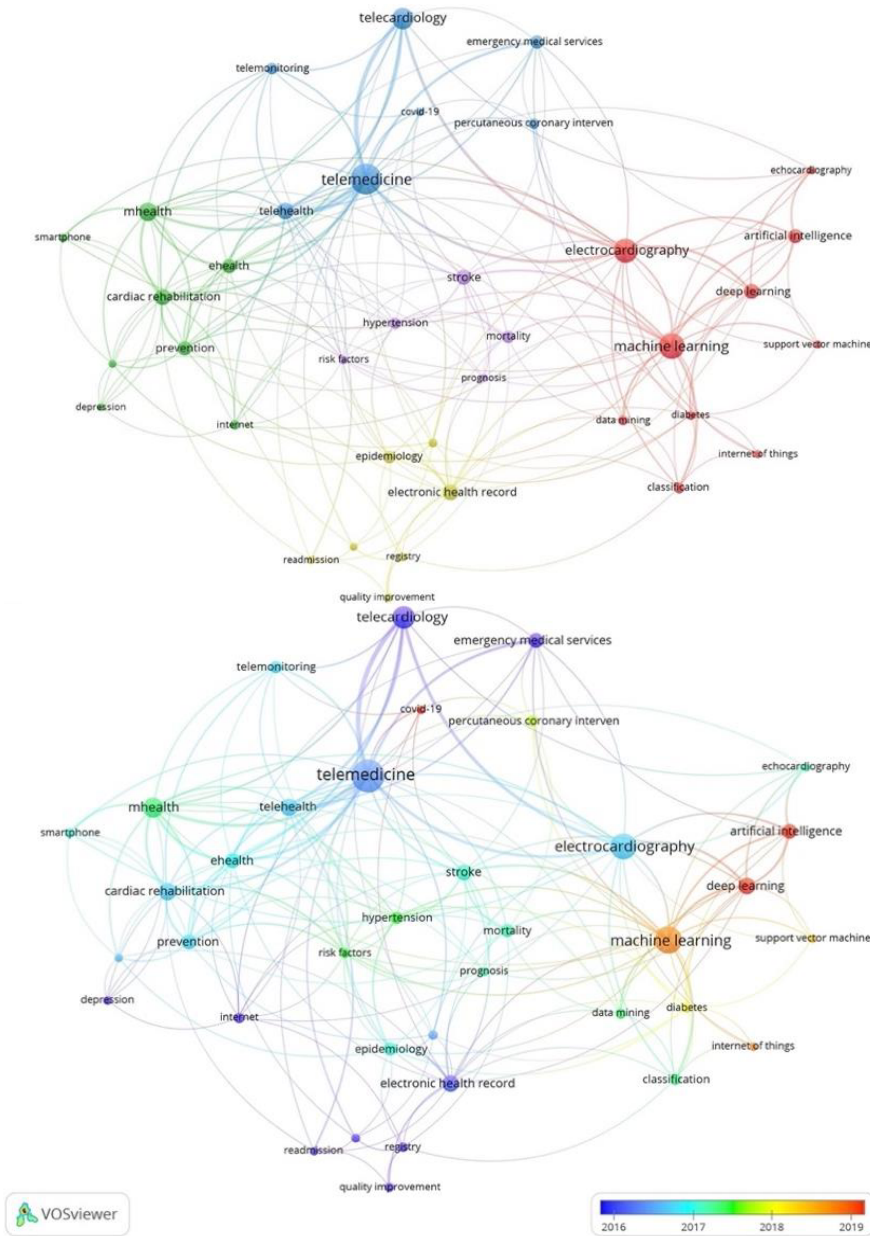 telecardiology
emergency medical services
telemonitoring
covid-19
percutaneous coronary interven
echocardiography
telemedicine
mhealth
telehealth
smartphone
artificial intelligence
electrocardiography
ehealth
stroke
deep learning
cardiac rehabilitation
hypertension
mortality
machine learning
support vector machine
prevention
risk factors
prognosis
depression
internet
data mining
diabetes
epidemiology
internet of things
electronic health record
classification
readmission
registry
quality improvement
telecardiology
emergency medical services
telemonitoring
covid-19
percutaneous coronary interven
echocardiography
telemedicine
mhealth
telehealth
smartphone
artificial intelligence
electrocardiography
ehealth
stroke
deep learning
cardiac rehabilitation
hypertension
mortality
machine learning
support vector machine
prevention
risk factors
prognosis
depression
internet
data mining
diabetes
epidemiology
internet of things
electronic health record
classification
readmission
registry
quality improvement
VOSviewer
2016 2017 2018 2019